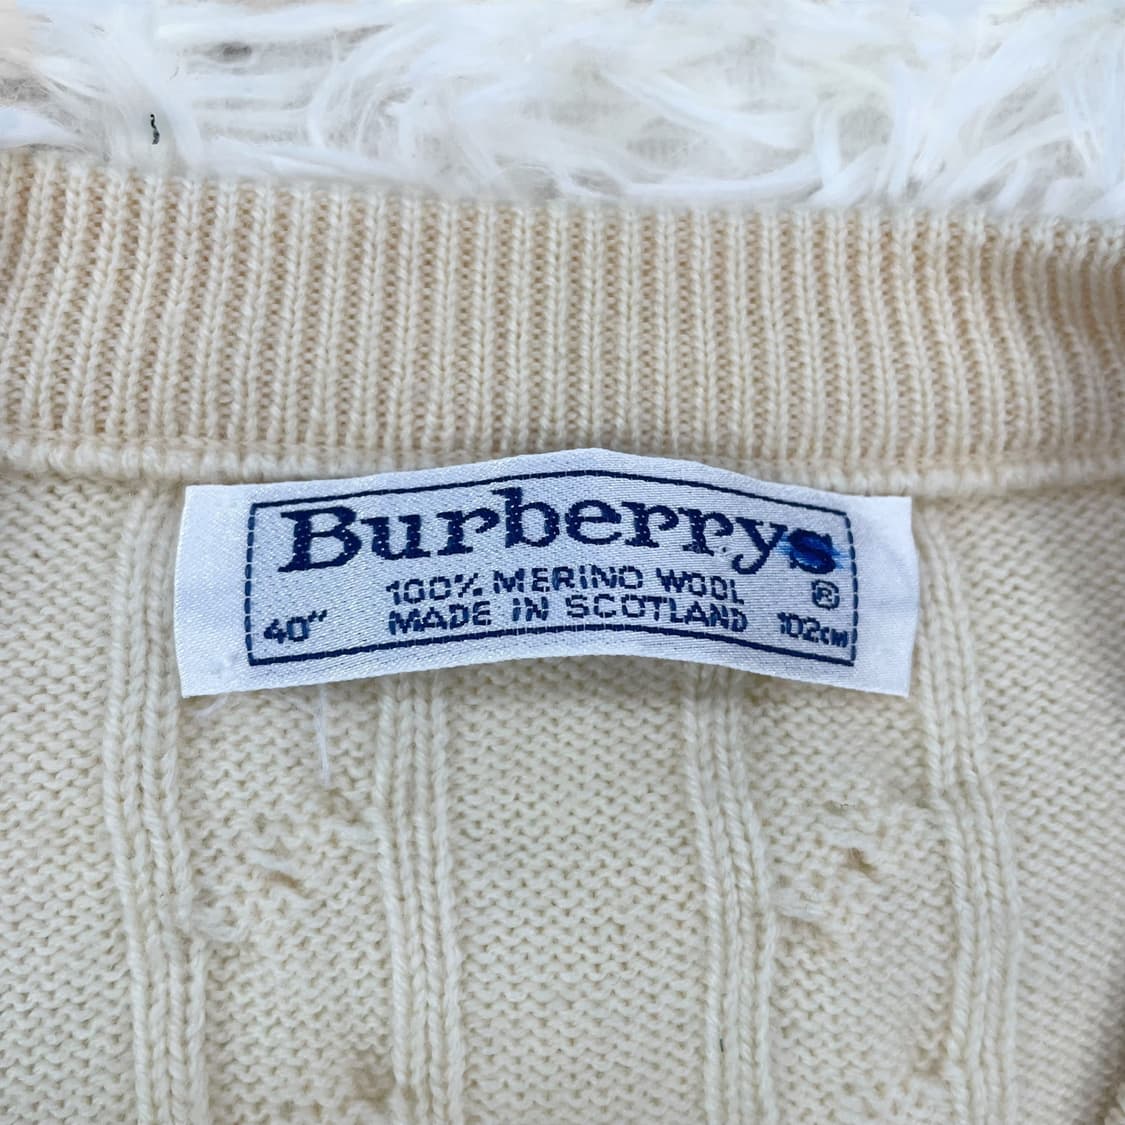 Burberrys
100% MERINO WOOL ®
40" MADE IN SCOTLAND 102cm